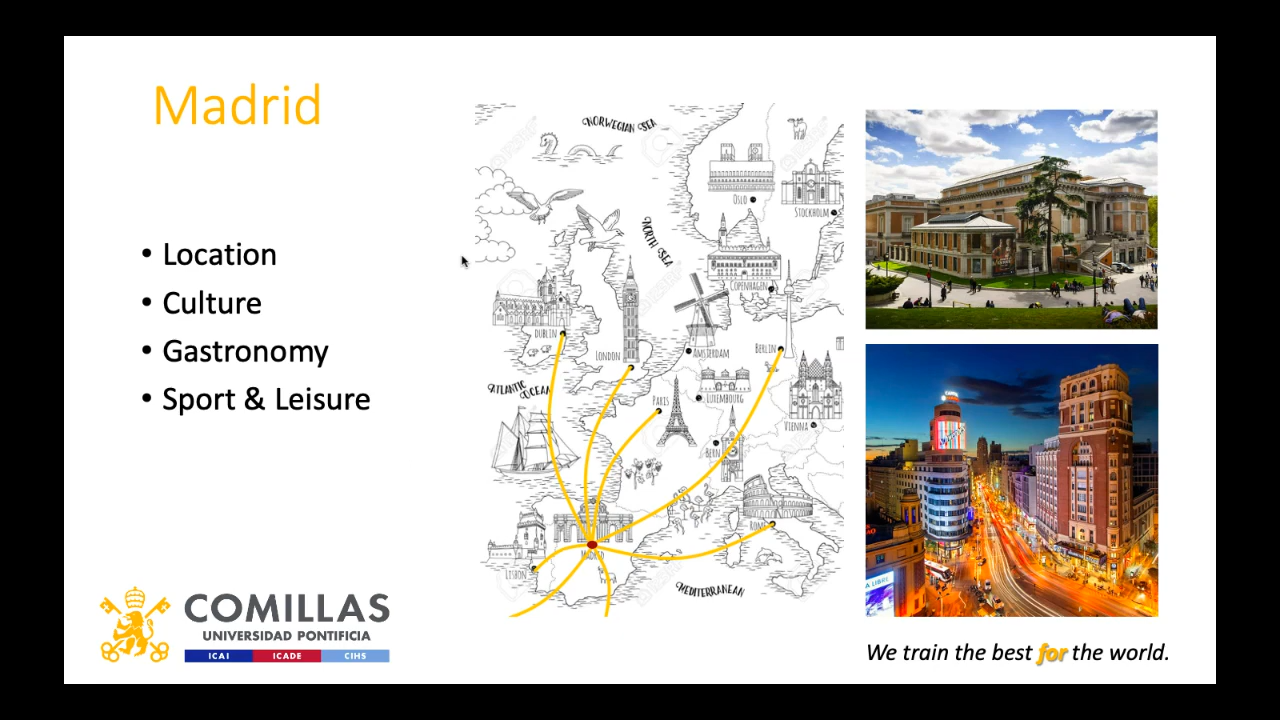 Madrid
• Location
• Culture
• Gastronomy
• Sport & Leisure
NORWEGIAN SEA
OSLO
STOCKHOLM
NORTH SEA
COPENHAGEN
DUBLIN
LONDON
AMSTERDAM
BERLIN
ATLANTIC OCEAN
PARIS
LUXEMBOURG
VIENNA
BERN
ROME
MADRID
LISBON
MEDITERRANEAN
A LIBRE
COMILLAS
UNIVERSIDAD PONTIFICIA
ICAI ICADE CIHS
We train the best for the world.